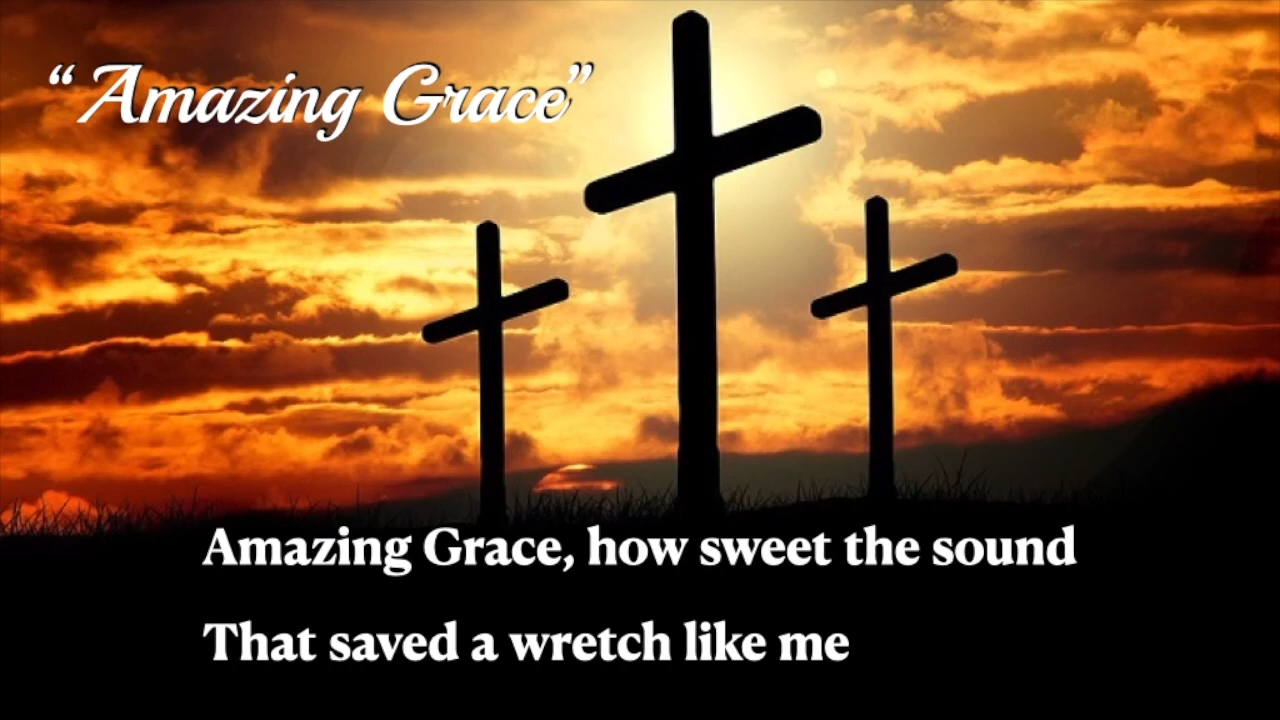 “Amazing Grace”
Amazing Grace, how sweet the sound
That saved a wretch like me